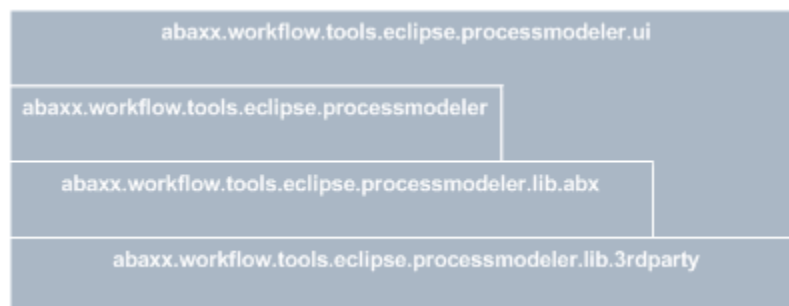 abaxx.workflow.tools.eclipse.processmodeler.ui
abaxx.workflow.tools.eclipse.processmodeler
abaxx.workflow.tools.eclipse.processmodeler.lib.abx
abaxx.workflow.tools.eclipse.processmodeler.lib.3rdparty